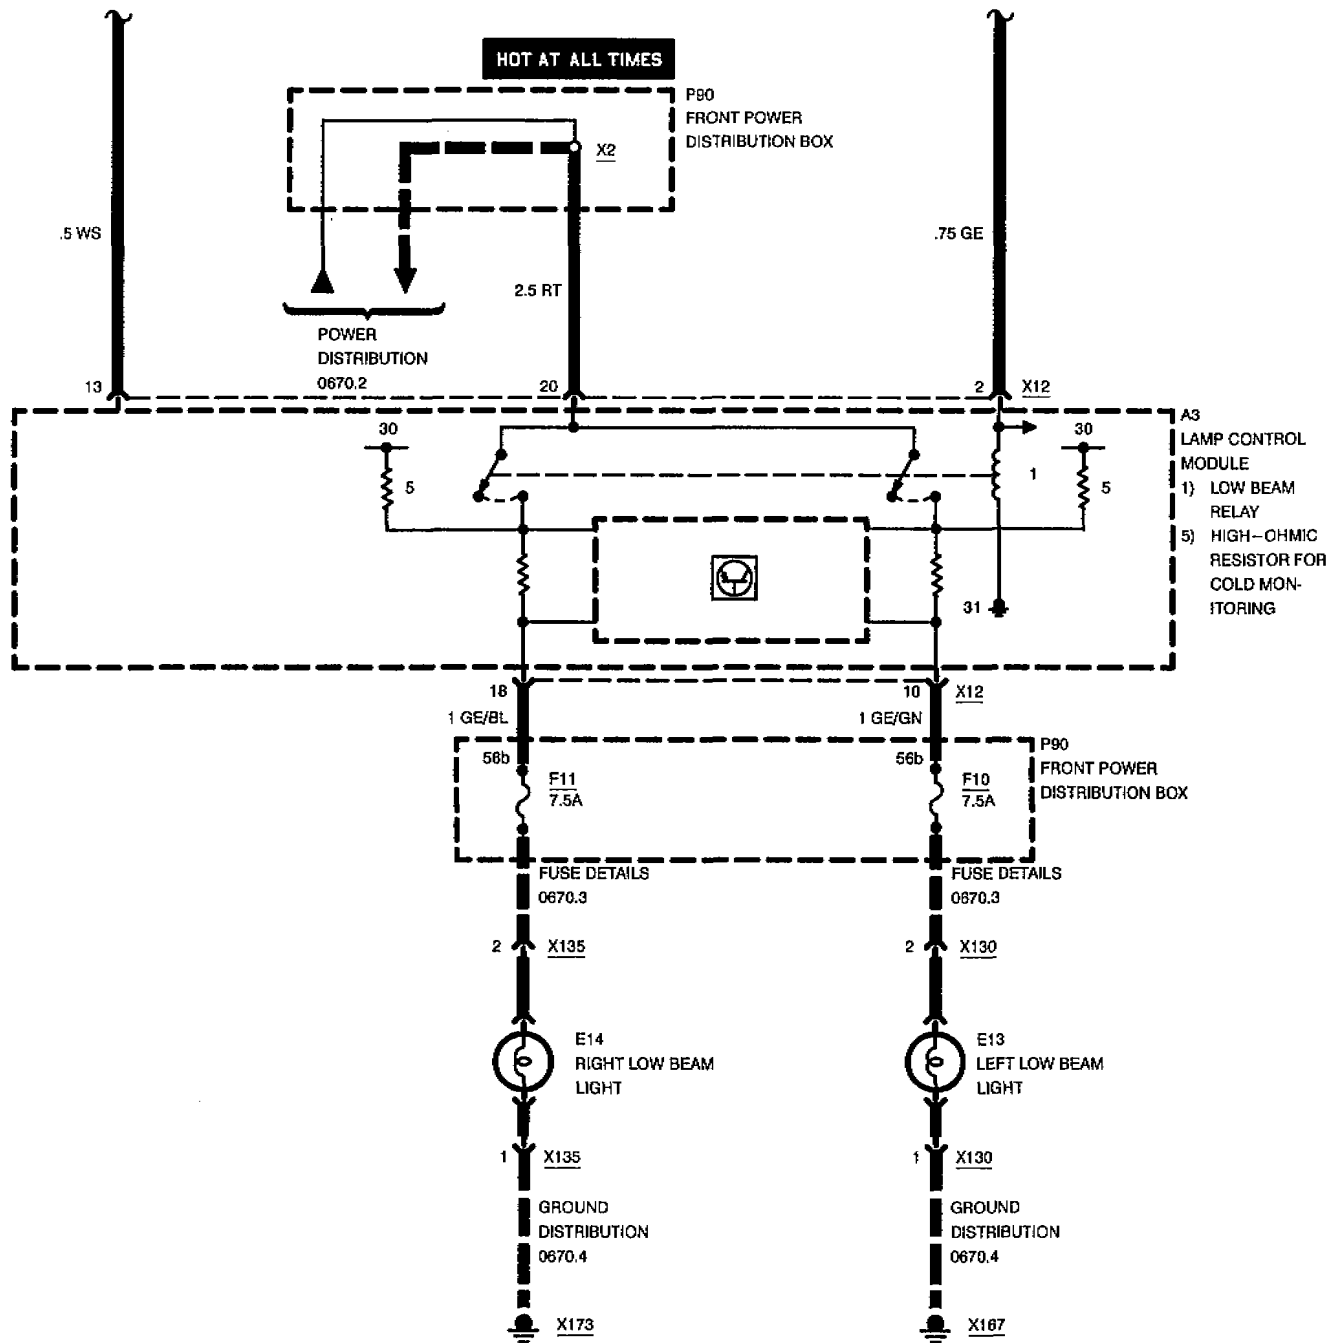 HOT AT ALL TIMES
P90
FRONT POWER
DISTRIBUTION BOX
X2
.5 WS
.75 GE
2.5 RT
POWER
DISTRIBUTION
0670.2
13
20
2
X12
A3
LAMP CONTROL
MODULE
1) LOW BEAM
RELAY
5) HIGH-OHMIC
RESISTOR FOR
COLD MON-
ITORING
30
5
1
30
5
31
18
10
X12
1 GE/BL
1 GE/GN
P90
FRONT POWER
DISTRIBUTION BOX
56b
F11
7.5A
56b
F10
7.5A
FUSE DETAILS
0670.3
FUSE DETAILS
0670.3
2
X135
2
X130
E14
RIGHT LOW BEAM
LIGHT
E13
LEFT LOW BEAM
LIGHT
1
X135
1
X130
GROUND
DISTRIBUTION
0670.4
GROUND
DISTRIBUTION
0670.4
X173
X167